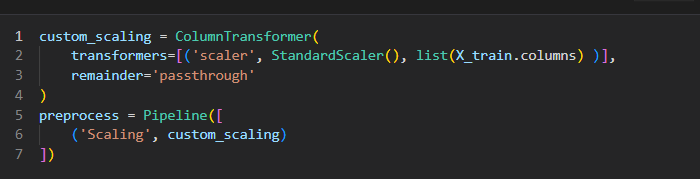 1 custom_scaling = ColumnTransformer(
2     transformers=[('scaler', StandardScaler(), list(X_train.columns) )],
3     remainder='passthrough'
4 )
5 preprocess = Pipeline([
6     ('Scaling', custom_scaling)
7 ])